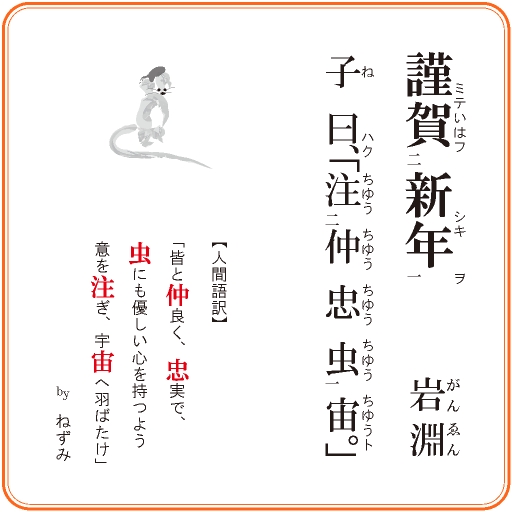 謹賀二新年一
ミテいはフ シキ ヲ
岩淵
がん ゑん
子曰、「注二仲忠虫一宙。」
ね ハク ちゆう ちゆう ちゆう ちゆう ちゆうト
【人間語訳】
「皆と仲良く、忠実で、
虫にも優しい心を持つよう
意を注ぎ、宇宙へ羽ばたけ」
by ねずみ